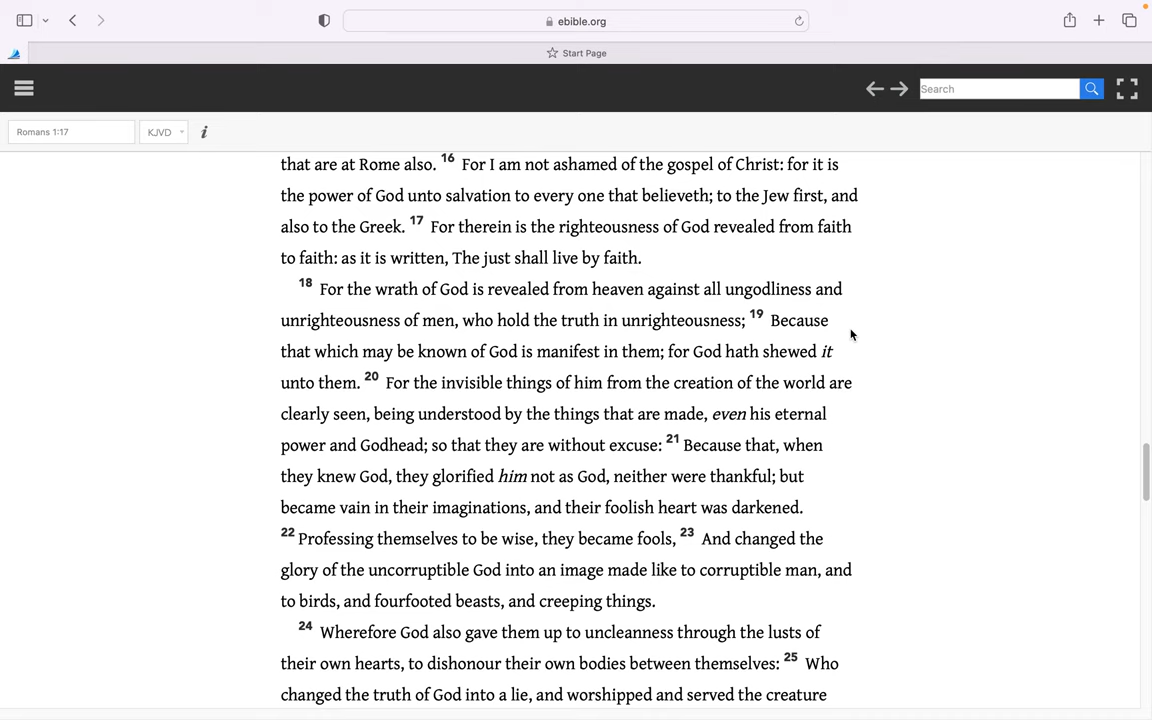 ebible.org
Start Page
Search
Romans 1:17
KJVD
i
that are at Rome also. 16 For I am not ashamed of the gospel of Christ: for it is
the power of God unto salvation to every one that believeth; to the Jew first, and
also to the Greek. 17 For therein is the righteousness of God revealed from faith
to faith: as it is written, The just shall live by faith.
18 For the wrath of God is revealed from heaven against all ungodliness and
unrighteousness of men, who hold the truth in unrighteousness; 19 Because
that which may be known of God is manifest in them; for God hath shewed it
unto them. 20 For the invisible things of him from the creation of the world are
clearly seen, being understood by the things that are made, even his eternal
power and Godhead; so that they are without excuse: 21 Because that, when
they knew God, they glorified him not as God, neither were thankful; but
became vain in their imaginations, and their foolish heart was darkened.
22 Professing themselves to be wise, they became fools, 23 And changed the
glory of the uncorruptible God into an image made like to corruptible man, and
to birds, and fourfooted beasts, and creeping things.
24 Wherefore God also gave them up to uncleanness through the lusts of
their own hearts, to dishonour their own bodies between themselves: 25 Who
changed the truth of God into a lie, and worshipped and served the creature